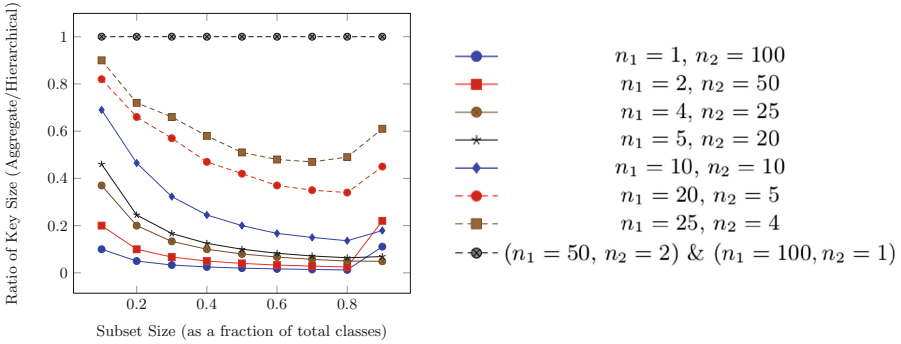 Ratio of Key Size (Aggregate/Hierarchical)
1
0.8
0.6
0.4
0.2
0
0.2 0.4 0.6 0.8
Subset Size (as a fraction of total classes)
n₁ = 1, n₂ = 100
n₁ = 2, n₂ = 50
n₁ = 4, n₂ = 25
n₁ = 5, n₂ = 20
n₁ = 10, n₂ = 10
n₁ = 20, n₂ = 5
n₁ = 25, n₂ = 4
(n₁ = 50, n₂ = 2) & (n₁ = 100, n₂ = 1)